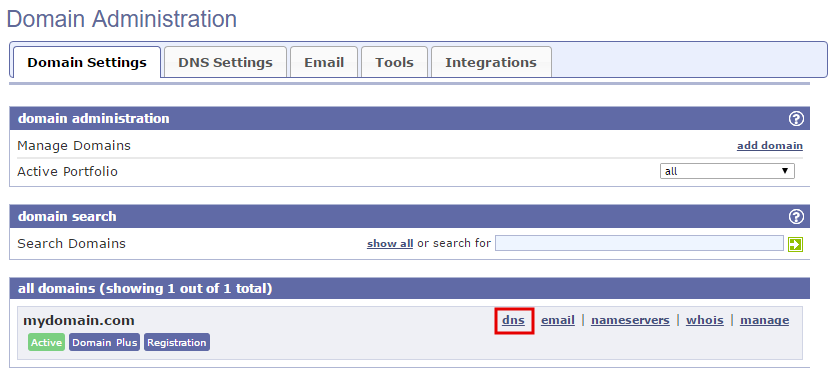 Domain Administration
Domain Settings DNS Settings Email Tools Integrations
domain administration ?
Manage Domains add domain
Active Portfolio all
domain search ?
Search Domains show all or search for
all domains (showing 1 out of 1 total)
mydomain.com dns email | nameservers | whois | manage
Active Domain Plus Registration